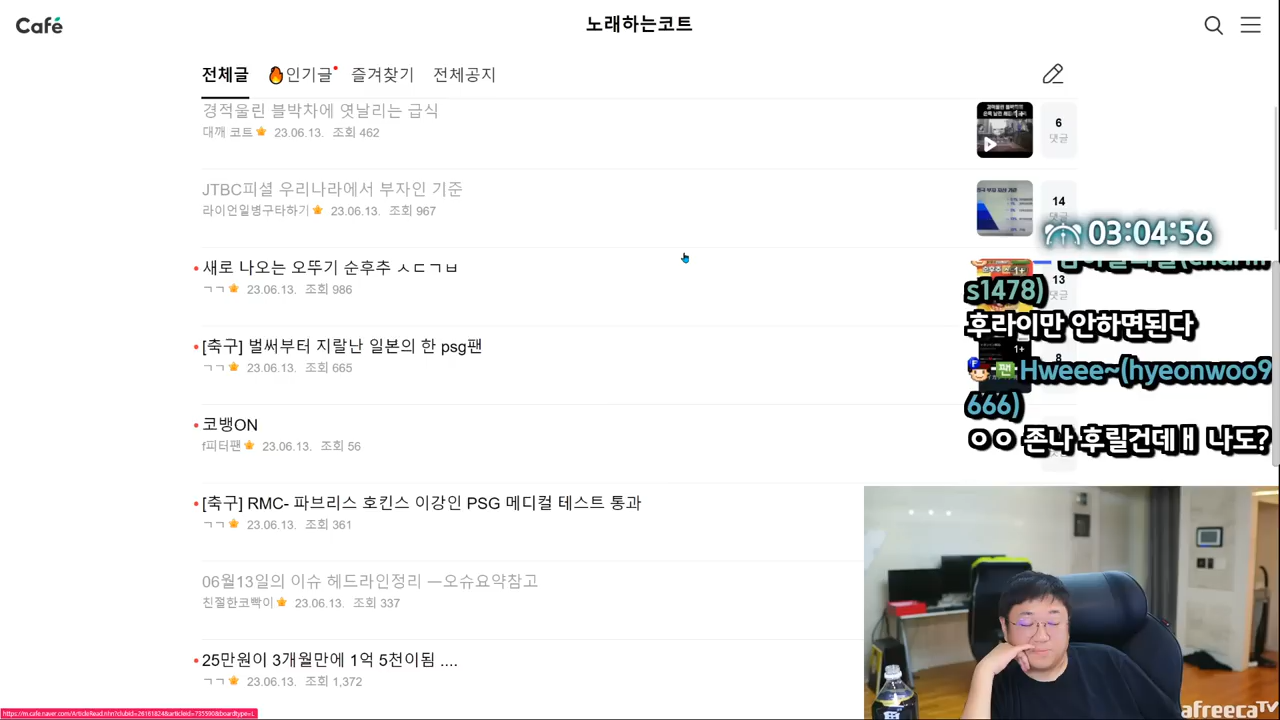 Café
노래하는코트
전체글 인기글 즐겨찾기 전체공지
경적울린 블박차에 엿날리는 급식
대깨 코트 23.06.13. 조회 462
6
댓글
JTBC피셜 우리나라에서 부자인 기준
라이언일병구타하기 23.06.13. 조회 967
14
03:04:56
새로 나오는 오뚜기 순후추 ㅅㄷㄱㅂ
ㄱㄱ 23.06.13. 조회 986
1+
13
댓글
s1478)
후라이만 안하면된다
[축구] 벌써부터 지랄난 일본의 한 psg팬
ㄱㄱ 23.06.13. 조회 665
1+
팬 Hweee~(hyeonwoo9
666)
ㅇㅇ 존나 후릴건데ㅐ 나도?
코뱅ON
f피터팬 23.06.13. 조회 56
[축구] RMC- 파브리스 호킨스 이강인 PSG 메디컬 테스트 통과
ㄱㄱ 23.06.13. 조회 361
06월13일의 이슈 헤드라인정리 ㅡ오슈요약참고
친절한코빡이 23.06.13. 조회 337
25만원이 3개월만에 1억 5천이됨 ....
ㄱㄱ 23.06.13. 조회 1,372
afreecaTV